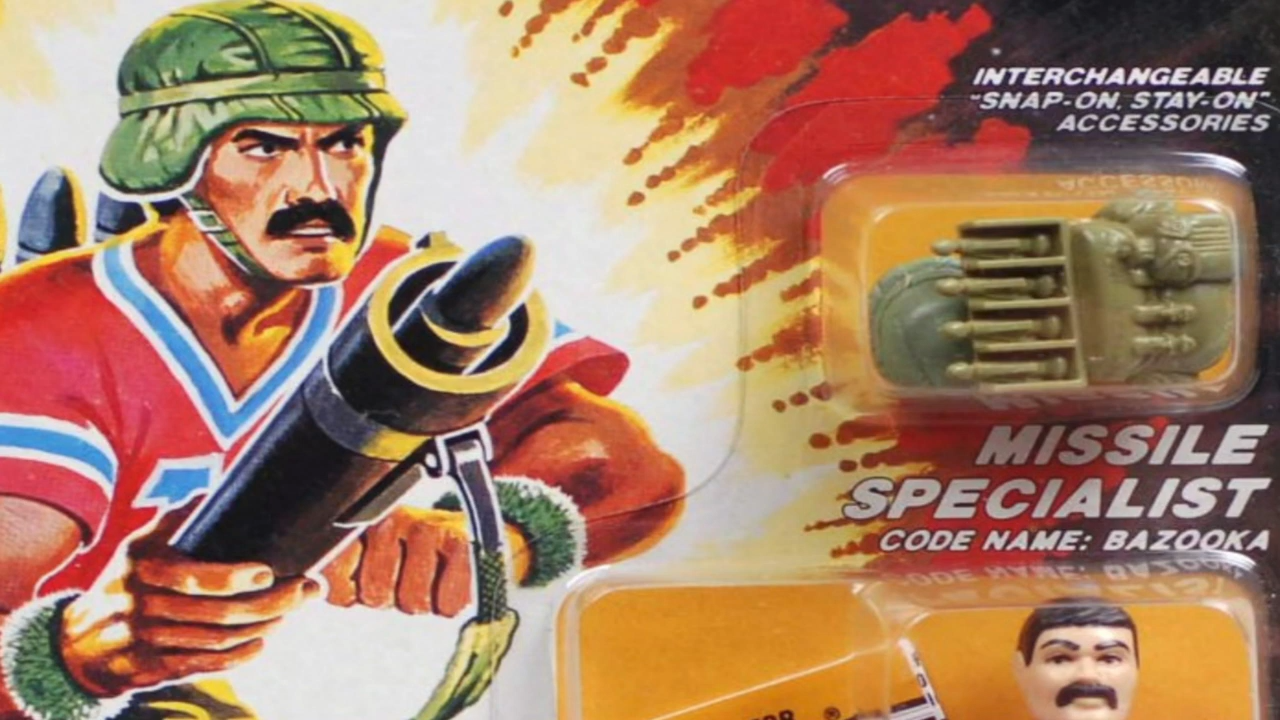 INTERCHANGEABLE
"SNAP-ON, STAY-ON"
ACCESSORIES
MISSILE
SPECIALIST
CODE NAME: BAZOOKA